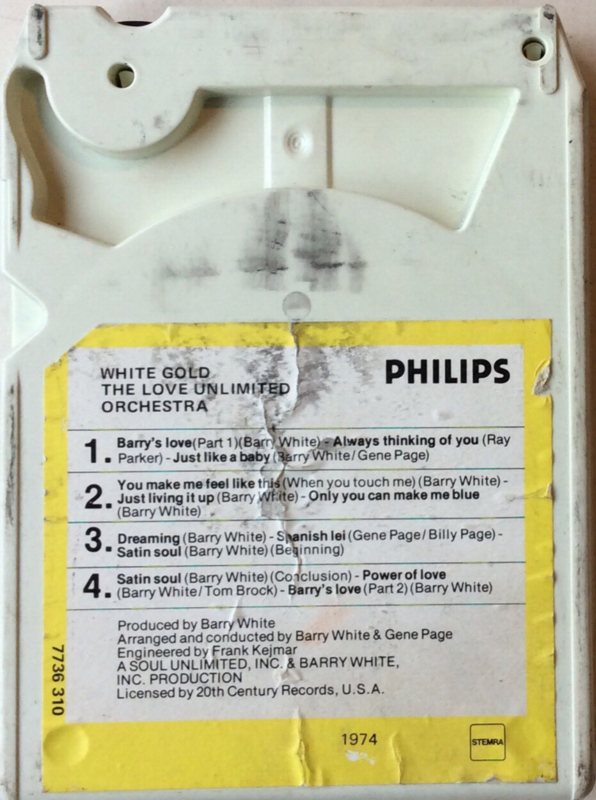 WHITE GOLD
THE LOVE UNLIMITED
ORCHESTRA
PHILIPS
1. Barry's love (Part 1) (Barry White) - Always thinking of you (Ray
Parker) - Just like a baby (Barry White/Gene Page)
2. You make me feel like this (When you touch me) (Barry White) -
Just living it up (Barry White) - Only you can make me blue
(Barry White)
3. Dreaming (Barry White) - Spanish lei (Gene Page/Billy Page) -
Satin soul (Barry White) (Beginning)
4. Satin soul (Barry White) (Conclusion) - Power of love
(Barry White/Tom Brock) - Barry's love (Part 2) (Barry White)
Produced by Barry White
Arranged and conducted by Barry White & Gene Page
Engineered by Frank Kejmar
A SOUL UNLIMITED, INC. & BARRY WHITE,
INC. PRODUCTION
Licensed by 20th Century Records, U.S.A.
7736 310
1974
STEMRA